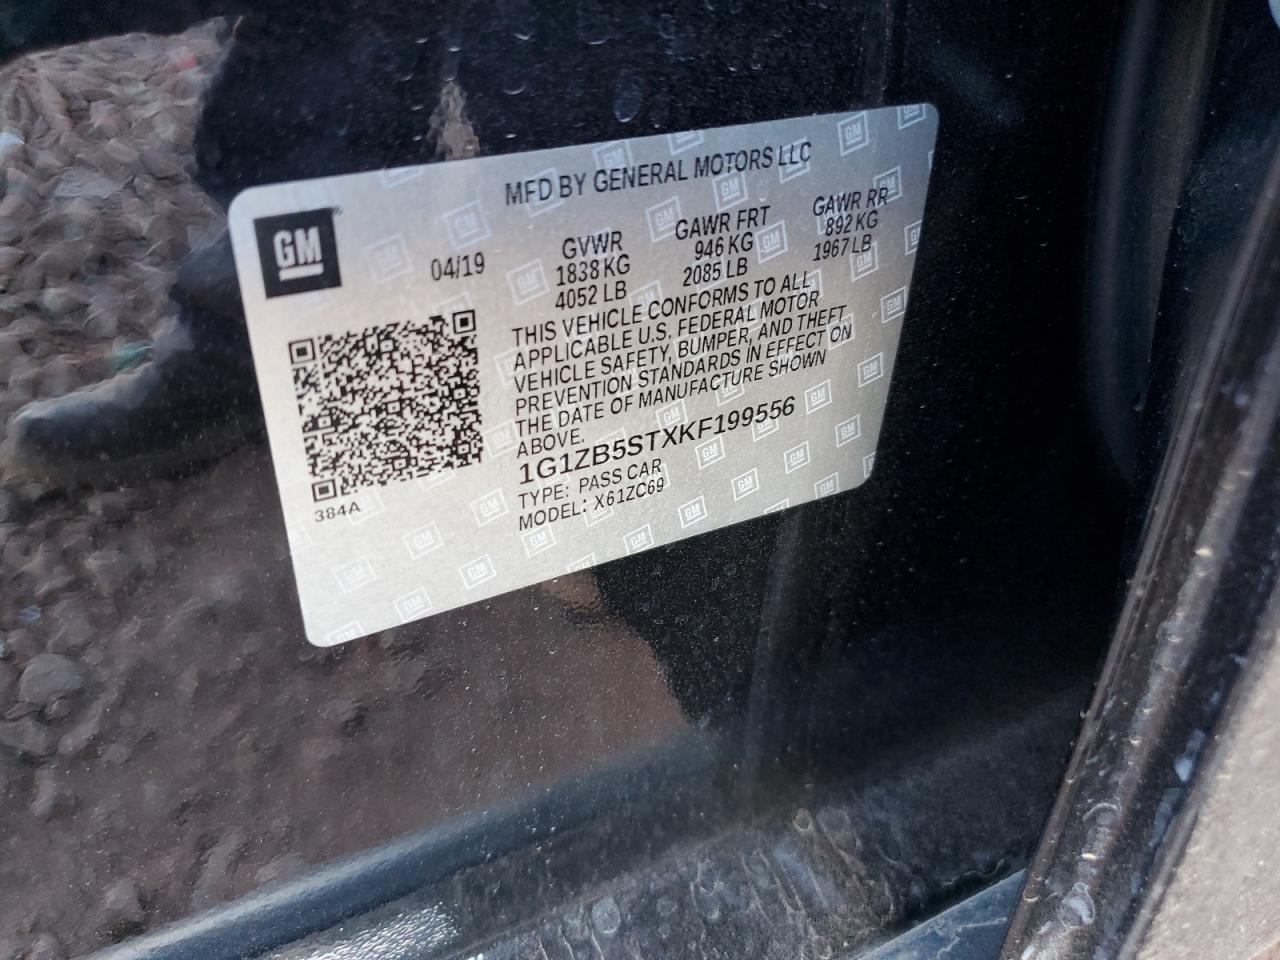 MFD BY GENERAL MOTORS LLC
GM
04/19
GVWR
1838 KG
4052 LB
GAWR FRT
946 KG
2085 LB
GAWR RR
892 KG
1967 LB
THIS VEHICLE CONFORMS TO ALL
APPLICABLE U.S. FEDERAL MOTOR
VEHICLE SAFETY, BUMPER, AND THEFT
PREVENTION STANDARDS IN EFFECT ON
THE DATE OF MANUFACTURE SHOWN
ABOVE.
1G1ZB5STXKF199556
TYPE: PASS CAR
MODEL: X61ZC69
384A